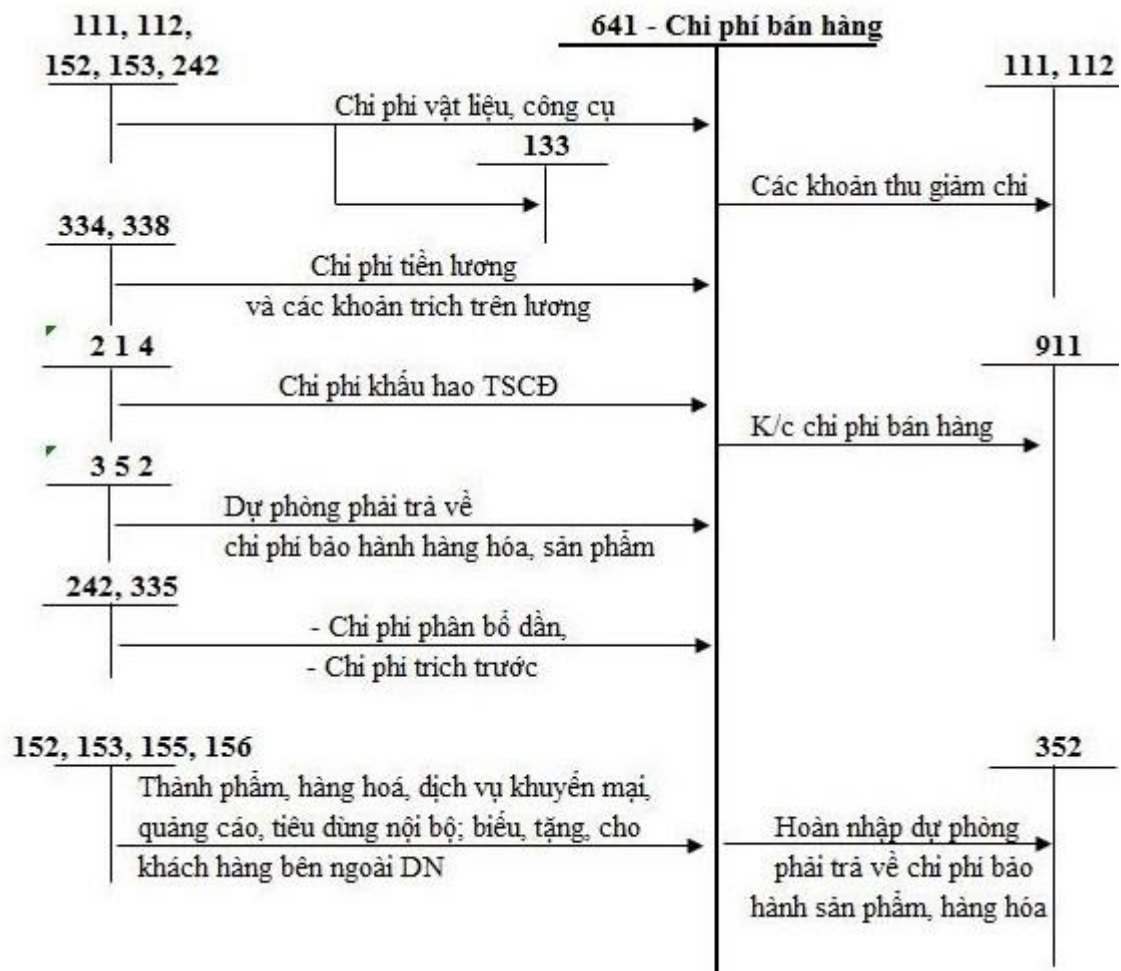 111, 112,
152, 153, 242
641 - Chi phí bán hàng
111, 112
Chi phí vật liệu, công cụ
133
Các khoản thu giảm chi
334, 338
Chi phí tiền lương
và các khoản trích trên lương
2 1 4
911
Chi phí khấu hao TSCĐ
K/c chi phí bán hàng
3 5 2
Dự phòng phải trả về
chi phí bảo hành hàng hóa, sản phẩm
242, 335
- Chi phí phân bổ dần,
- Chi phí trích trước
152, 153, 155, 156
352
Thành phẩm, hàng hoá, dịch vụ khuyến mại,
quảng cáo, tiêu dùng nội bộ; biếu, tặng, cho
khách hàng bên ngoài DN
Hoàn nhập dự phòng
phải trả về chi phí bảo
hành sản phẩm, hàng hóa